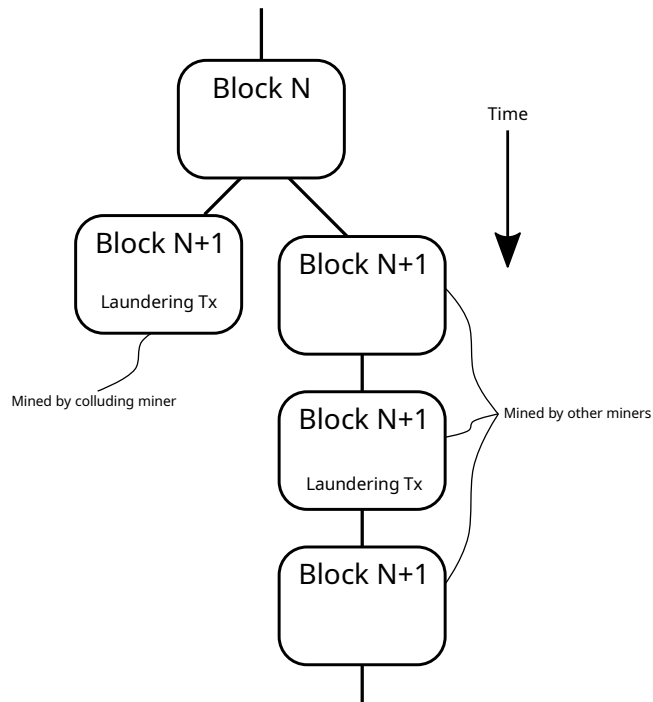 Block N
Time
Block N+1
Laundering Tx
Mined by colluding miner
Block N+1
Block N+1
Laundering Tx
Block N+1
Mined by other miners